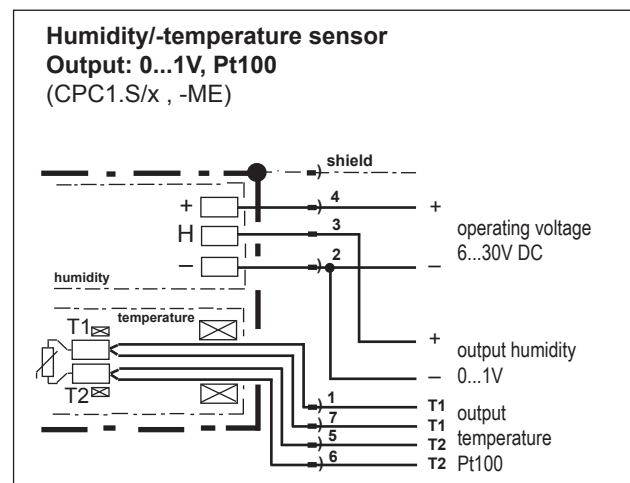 Humidity/-temperature sensor
Output: 0...1V, Pt100
(CPC1.S/x , -ME)
shield
+ 4 +
H 3 operating voltage
6...30V DC
– 2 –
humidity
temperature
T1
+
output humidity
– 0...1V
T2
1 T1 output
7 T1
5 T2 temperature
6 T2 Pt100